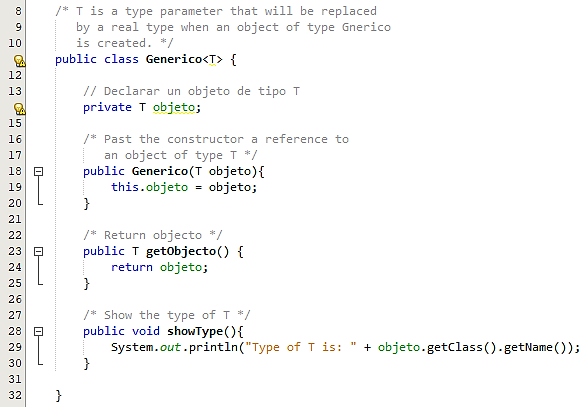 8 /* T is a type parameter that will be replaced
9 by a real type when an object of type Gnerico
10 is created. */
public class Generico<T> {
12
13 // Declarar un objeto de tipo T
private T objeto;
15
16 /* Past the constructor a reference to
17 an object of type T */
18 public Generico(T objeto){
19 this.objeto = objeto;
20 }
21
22 /* Return objecto */
23 public T getObjecto() {
24 return objeto;
25 }
26
27 /* Show the type of T */
28 public void showType(){
29 System.out.println("Type of T is: " + objeto.getClass().getName());
30 }
31
32 }